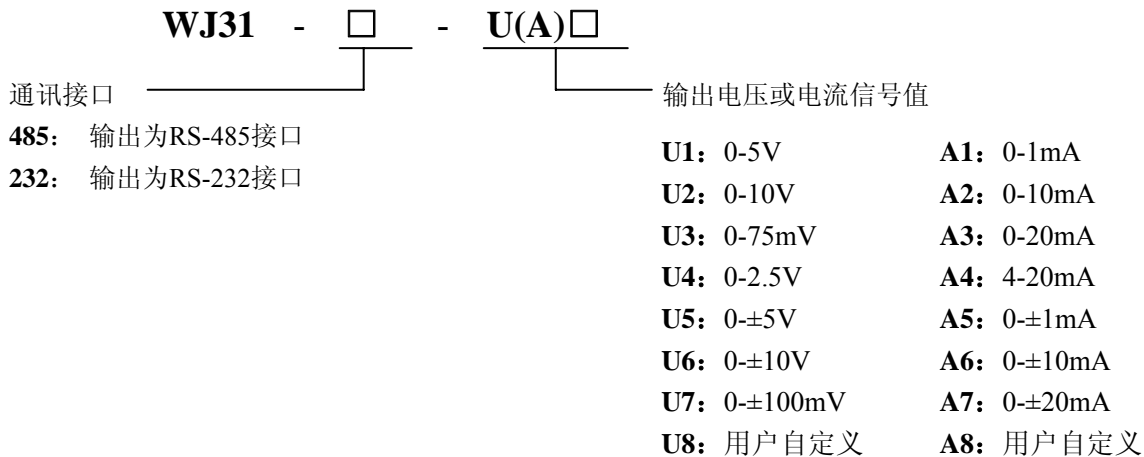 WJ31 - □ - U(A)□
通讯接口
485： 输出为RS-485接口
232： 输出为RS-232接口
输出电压或电流信号值
U1：0-5V A1：0-1mA
U2：0-10V A2：0-10mA
U3：0-75mV A3：0-20mA
U4：0-2.5V A4：4-20mA
U5：0-±5V A5：0-±1mA
U6：0-±10V A6：0-±10mA
U7：0-±100mV A7：0-±20mA
U8：用户自定义 A8：用户自定义